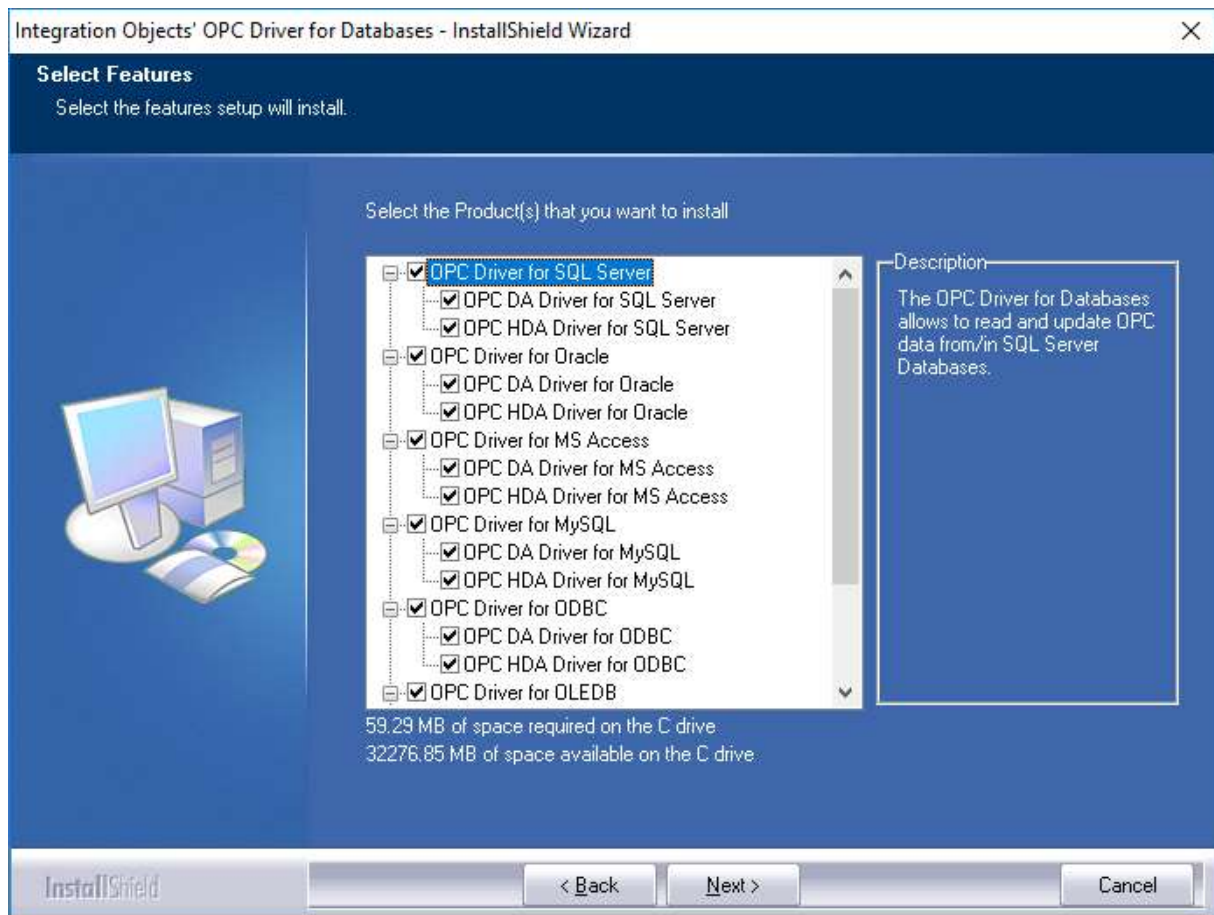 Integration Objects' OPC Driver for Databases - InstallShield Wizard
Select Features
Select the features setup will install.
Select the Product(s) that you want to install
OPC Driver for SQL Server
OPC DA Driver for SQL Server
OPC HDA Driver for SQL Server
OPC Driver for Oracle
OPC DA Driver for Oracle
OPC HDA Driver for Oracle
OPC Driver for MS Access
OPC DA Driver for MS Access
OPC HDA Driver for MS Access
OPC Driver for MySQL
OPC DA Driver for MySQL
OPC HDA Driver for MySQL
OPC Driver for ODBC
OPC DA Driver for ODBC
OPC HDA Driver for ODBC
OPC Driver for OLEDB
Description
The OPC Driver for Databases
allows to read and update OPC
data from/in SQL Server
Databases.
59.29 MB of space required on the C drive
32276.85 MB of space available on the C drive
InstallShield
< Back
Next >
Cancel